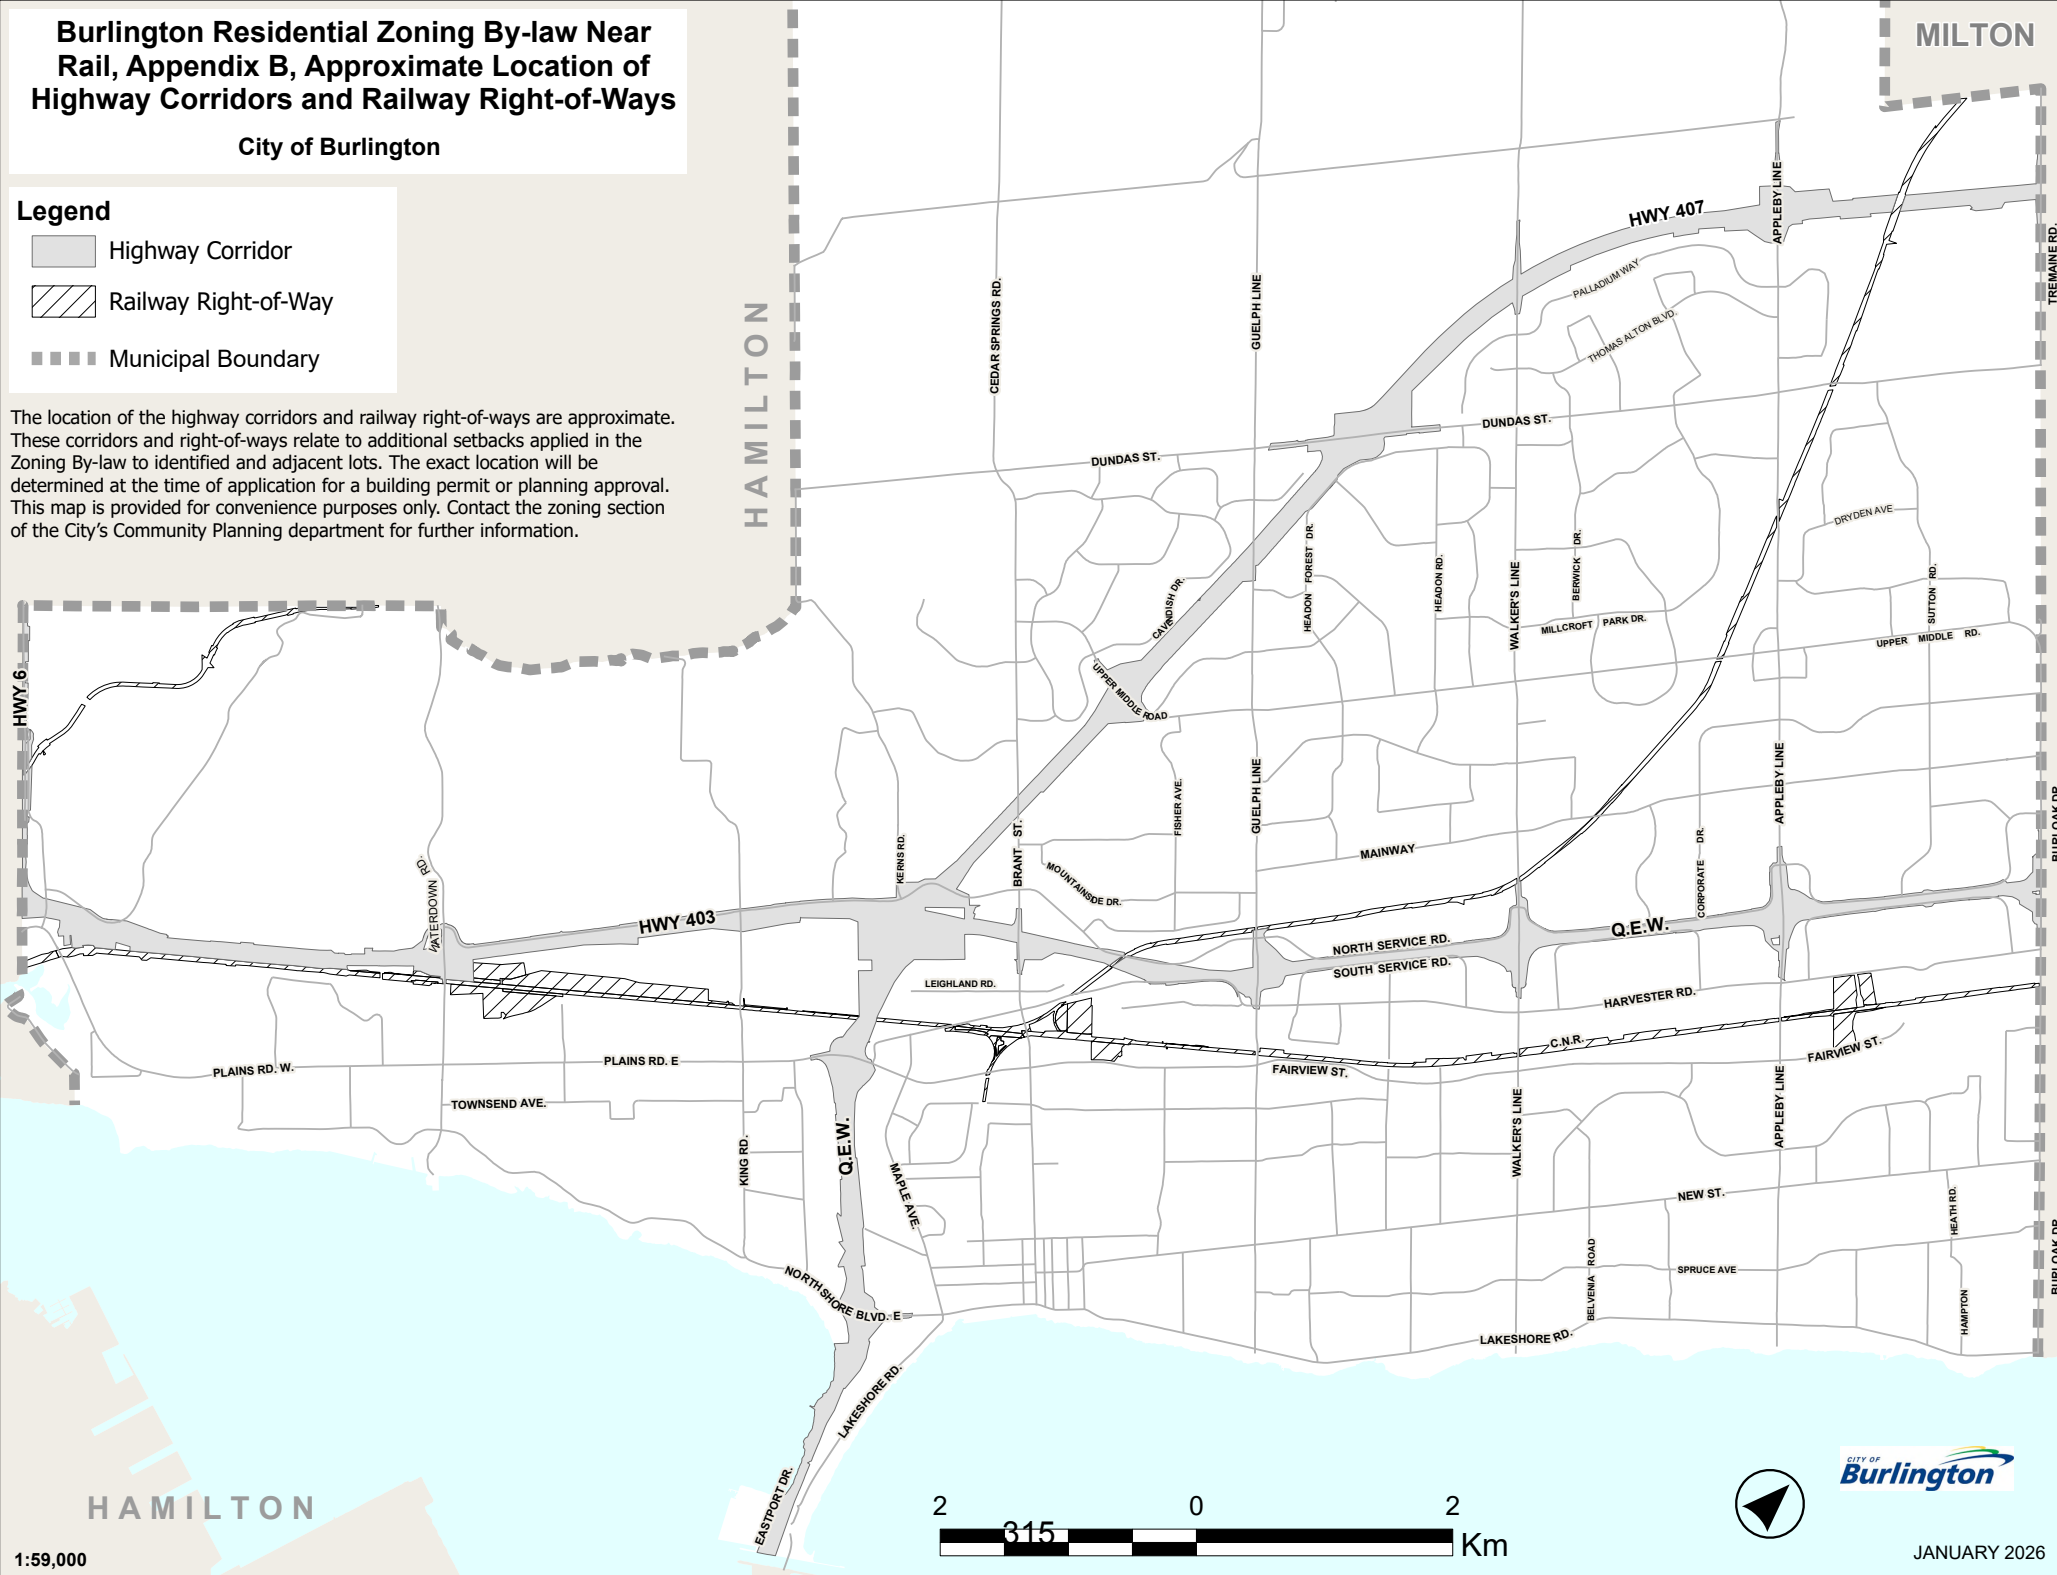 Burlington Residential Zoning By-law Near
Rail, Appendix B, Approximate Location of
Highway Corridors and Railway Right-of-Ways
City of Burlington
Legend
Highway Corridor
Railway Right-of-Way
Municipal Boundary
The location of the highway corridors and railway right-of-ways are approximate.
These corridors and right-of-ways relate to additional setbacks applied in the
Zoning By-law to identified and adjacent lots. The exact location will be
determined at the time of application for a building permit or planning approval.
This map is provided for convenience purposes only. Contact the zoning section
of the City's Community Planning department for further information.
MILTON
HAMILTON
HWY 407
APPLEBY LINE
TREMAINE RD.
PALLADIUM WAY
THOMAS ALTON BLVD.
CEDAR SPRINGS RD.
GUELPH LINE
DUNDAS ST.
DUNDAS ST.
DRYDEN AVE
HEADON FOREST DR.
HEADON RD.
WALKER'S LINE
BERWICK DR.
SUTTON RD.
CAVENDISH DR.
MILLCROFT PARK DR.
UPPER MIDDLE RD.
UPPER MIDDLE ROAD
HWY 6
FISHER AVE.
GUELPH LINE
APPLEBY LINE
BURLOAK DR.
KERNS RD.
BRANT ST.
MOUNTAINSIDE DR.
MAINWAY
CORPORATE DR.
WATERDOWN RD.
HWY 403
Q.E.W.
NORTH SERVICE RD.
SOUTH SERVICE RD.
LEIGHLAND RD.
HARVESTER RD.
C.N.R.
FAIRVIEW ST.
FAIRVIEW ST.
PLAINS RD. W.
PLAINS RD. E
TOWNSEND AVE.
KING RD.
Q.E.W.
MAPLE AVE.
WALKER'S LINE
APPLEBY LINE
NEW ST.
HEATH RD.
BELVENIA ROAD
SPRUCE AVE
HAMPTON
BURLOAK DR.
NORTH SHORE BLVD. E
LAKESHORE RD.
LAKESHORE RD.
EASTPORT DR.
HAMILTON
1:59,000
2 0 2
315
Km
CITY OF
Burlington
JANUARY 2026